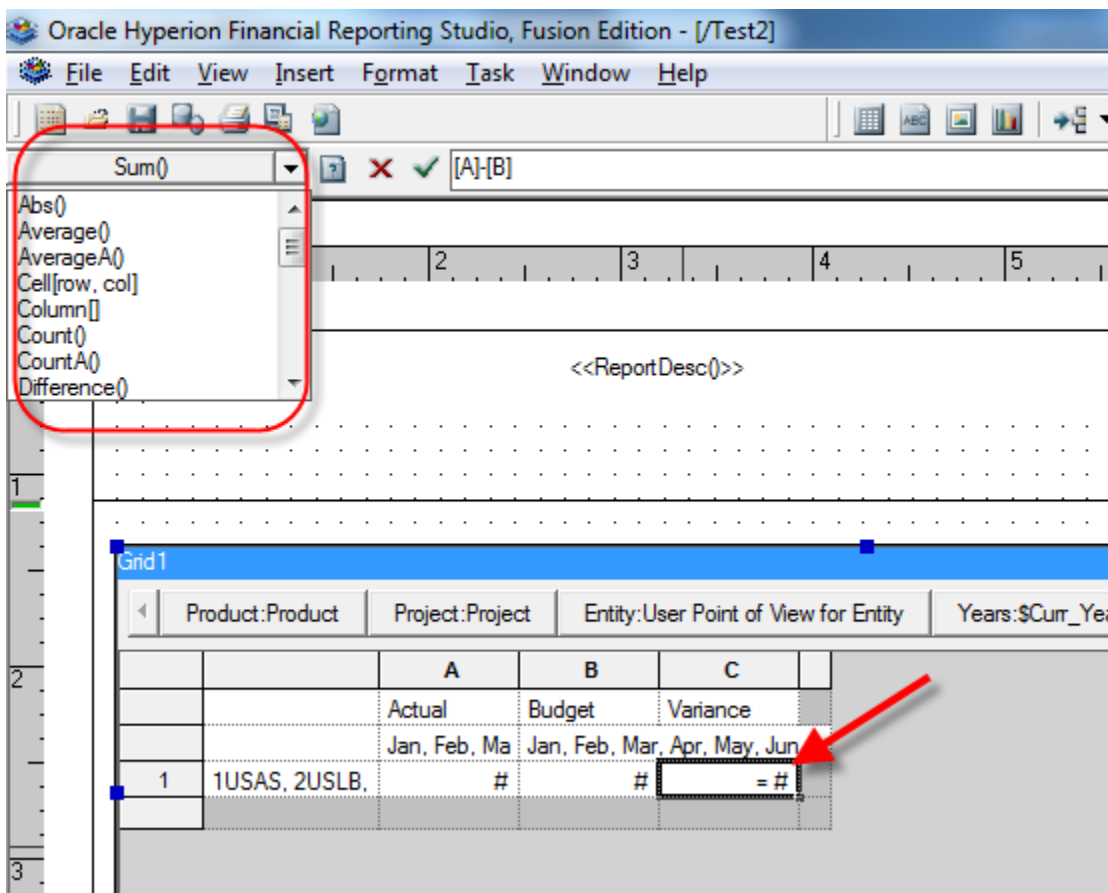 Oracle Hyperion Financial Reporting Studio, Fusion Edition - [/Test2]
File Edit View Insert Format Task Window Help
ABC
Sum() ? [A]-[B]
Abs()
Average()
AverageA()
Cell[row, col]
Column[]
Count()
CountA()
Difference()
2 3 4 5
<<ReportDesc()>>
1
Grid1
Product:Product Project:Project Entity:User Point of View for Entity Years:$Curr_Yea
2
A B C
Actual Budget Variance
Jan, Feb, Ma Jan, Feb, Mar, Apr, May, Jun
1 1USAS, 2USLB, # # = #
3